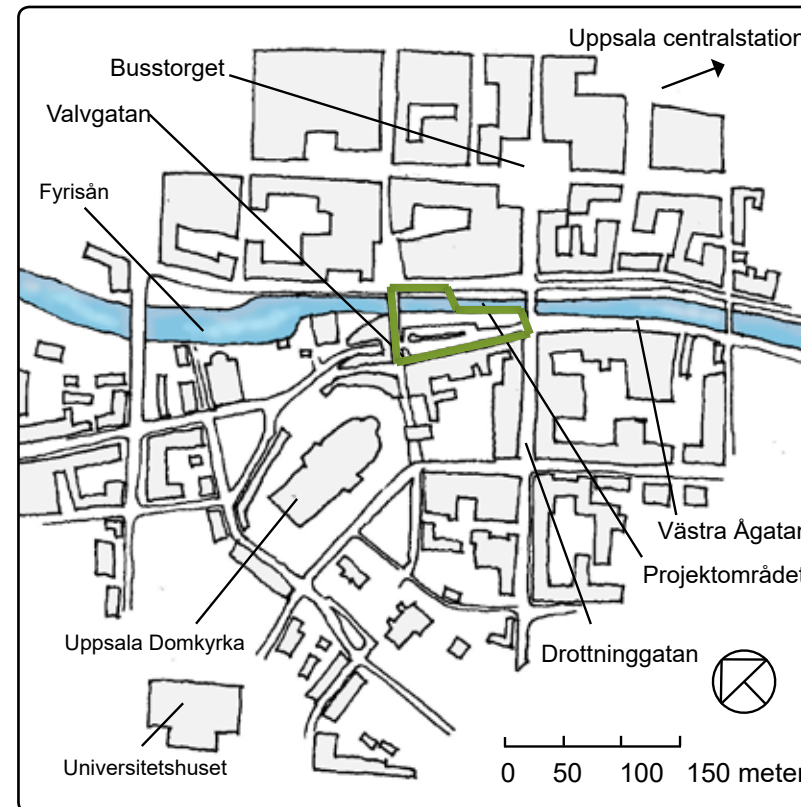 Uppsala centralstation
Busstorget
Valvgatan
Fyrisån
Västra Ågatan
Projektområdet
Uppsala Domkyrka
Drottninggatan
Universitetshuset
0 50 100 150 meter